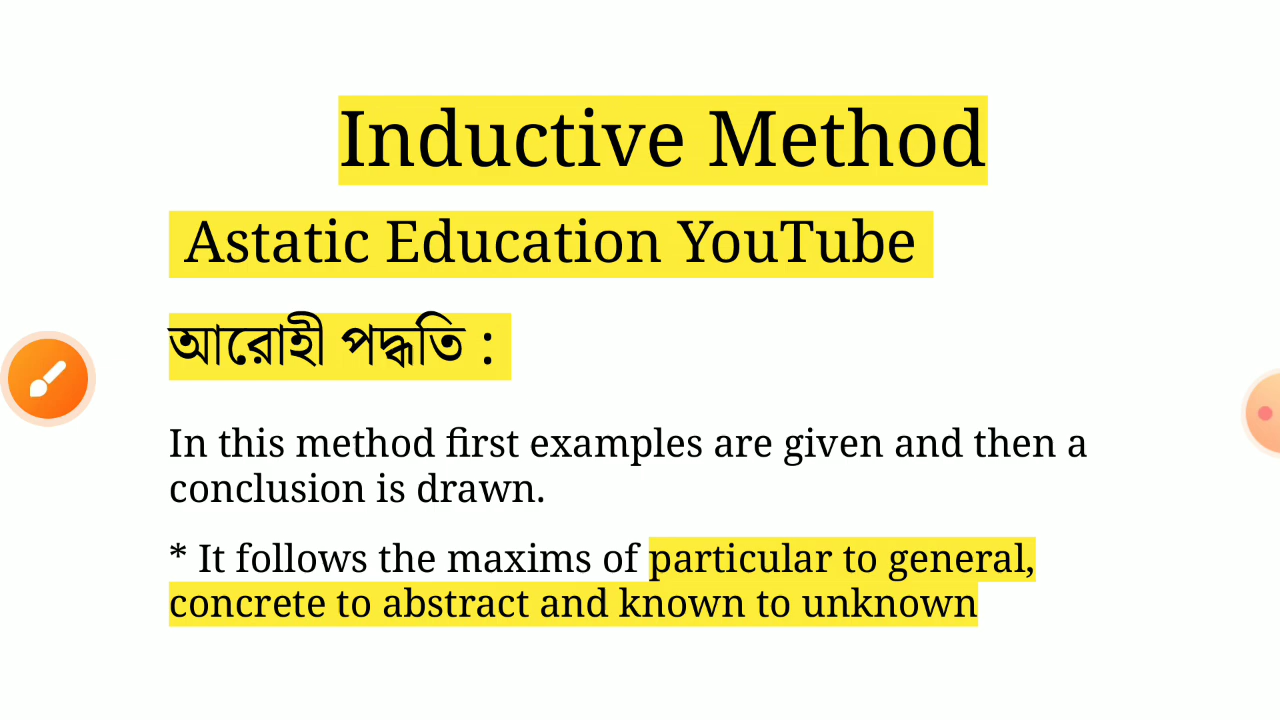 Inductive Method
Astatic Education YouTube
আরোহী পদ্ধতি :
In this method first examples are given and then a
conclusion is drawn.
* It follows the maxims of particular to general,
concrete to abstract and known to unknown